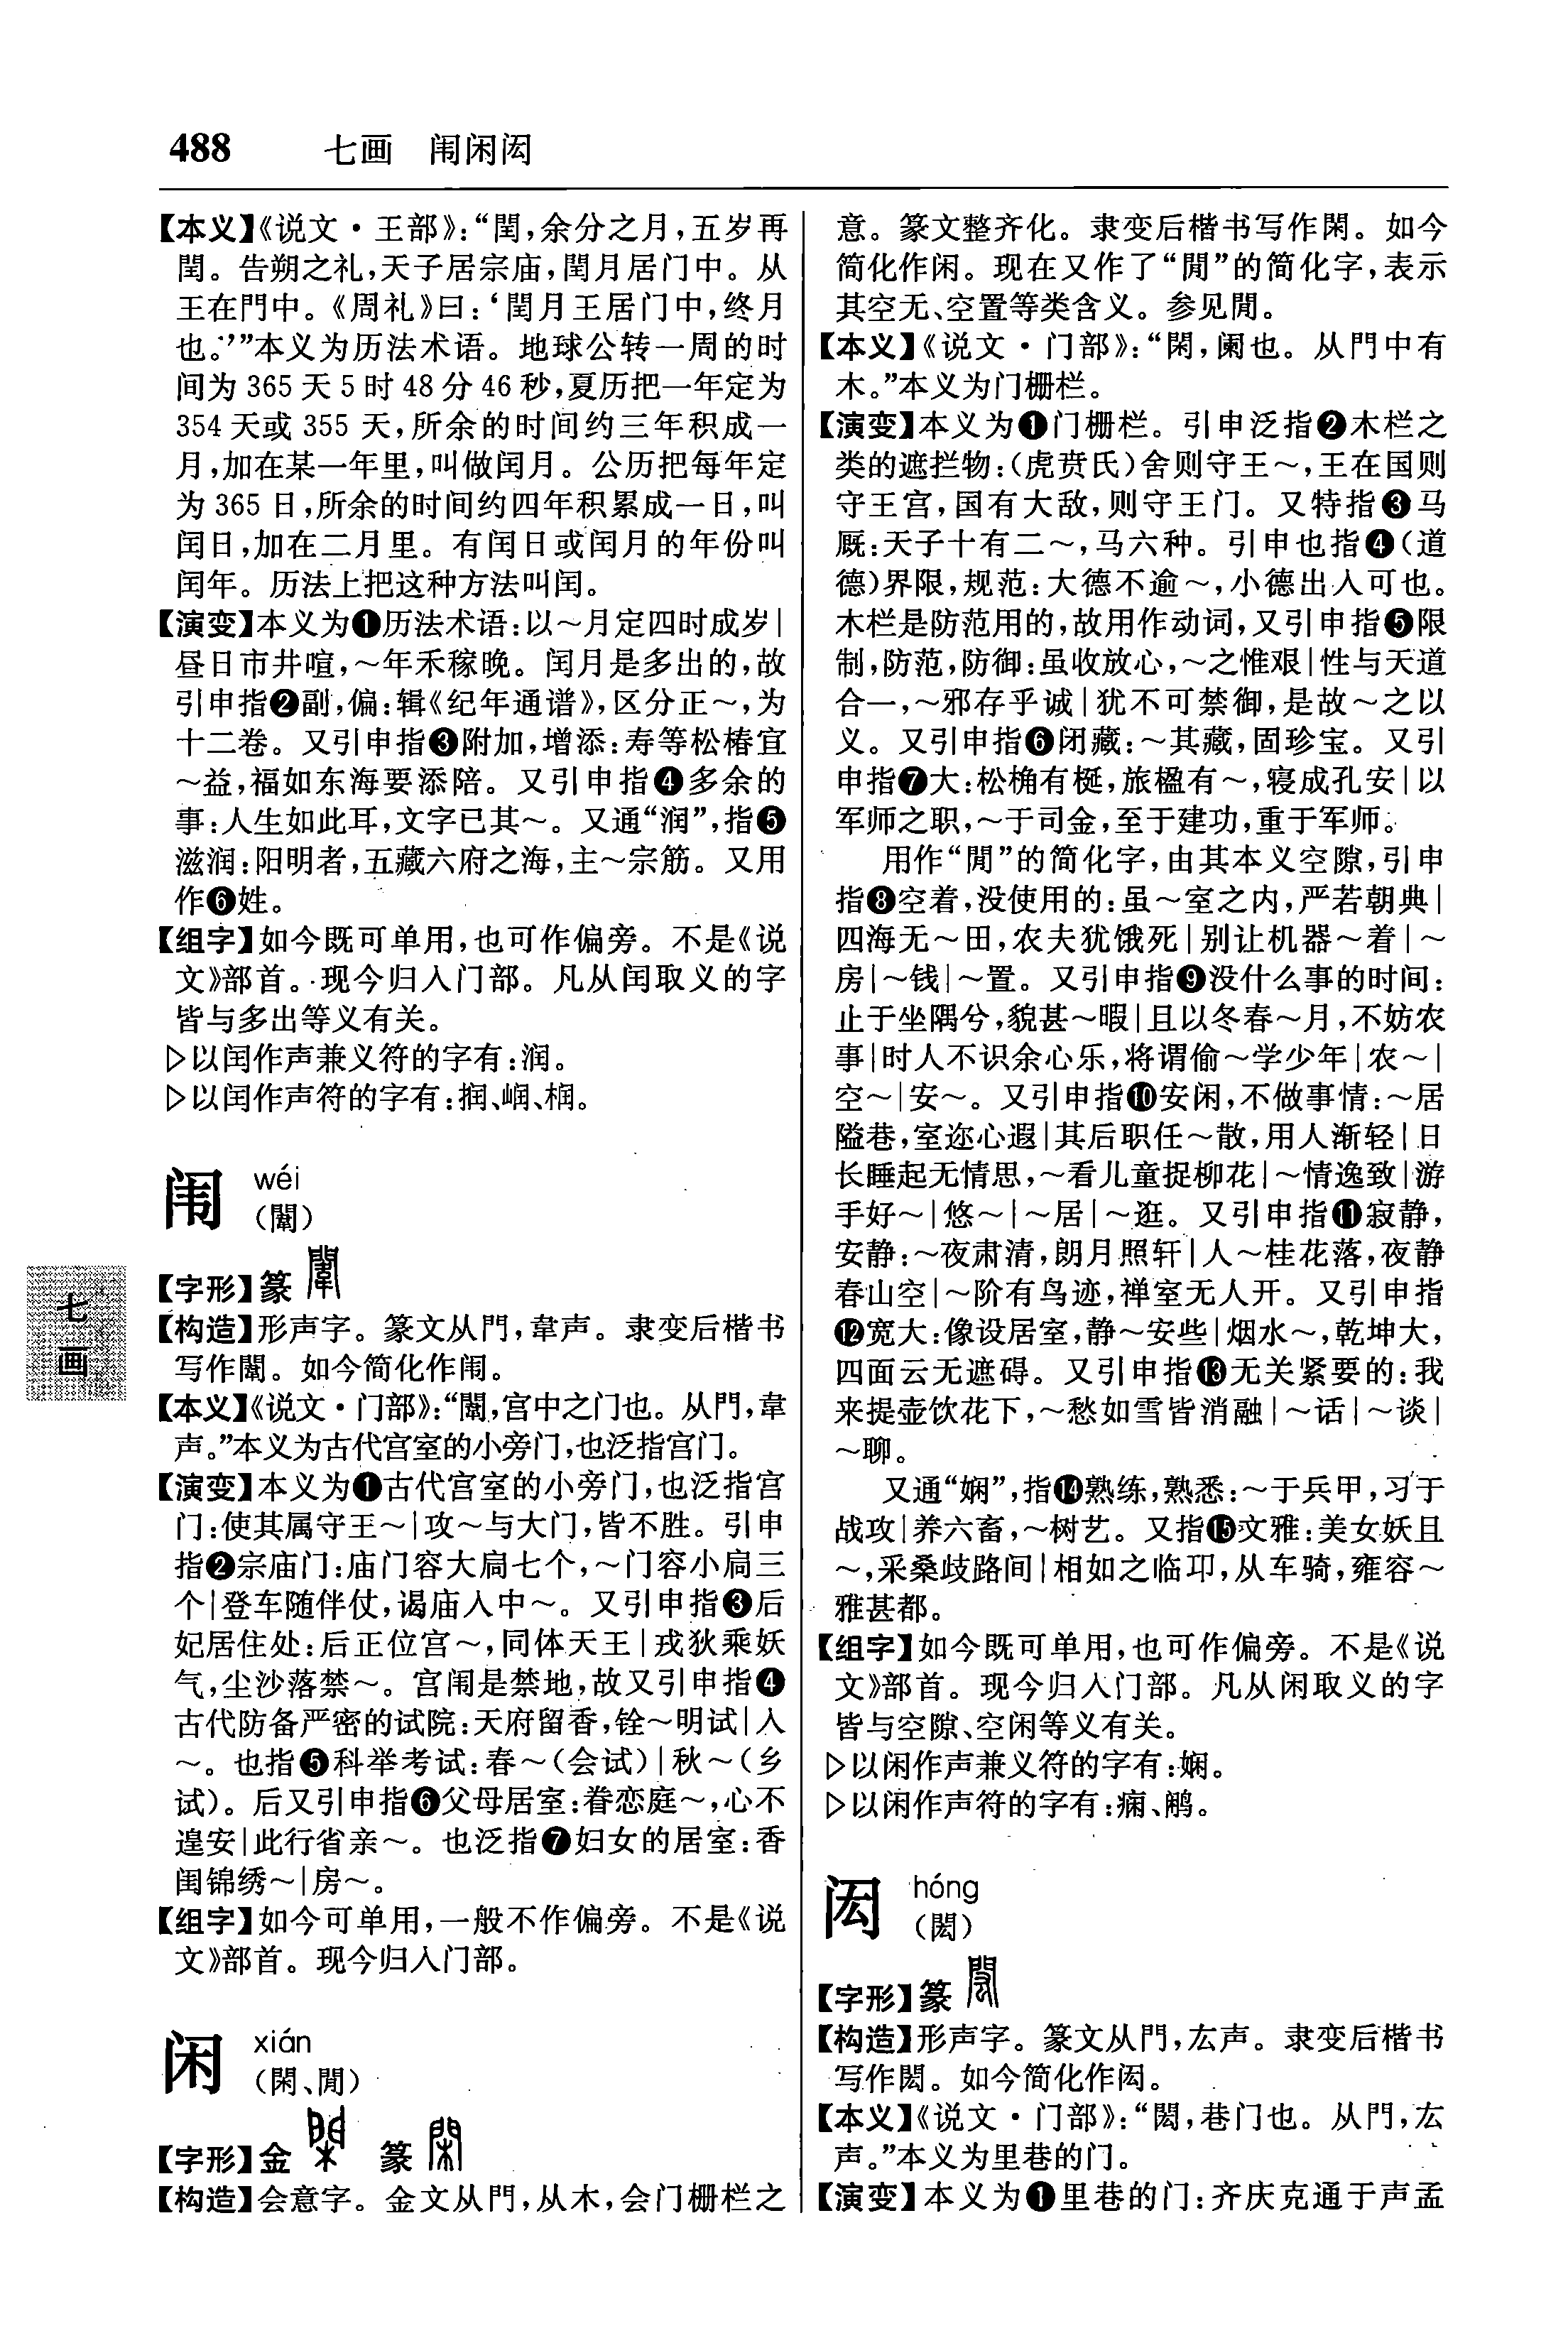 488 七画 闱闲闳
【本义】《说文·王部》:“閏,余分之月,五岁再
閏。告朔之礼,天子居宗庙,閏月居门中。从
王在門中。《周礼》曰:‘閏月王居门中,终月
也。’”本义为历法术语。地球公转一周的时
间为365天5时48分46秒,夏历把一年定为
354天或355天,所余的时间约三年积成一
月,加在某一年里,叫做闰月。公历把每年定
为365日,所余的时间约四年积累成一日,叫
闰日,加在二月里。有闰日或闰月的年份叫
闰年。历法上把这种方法叫闰。
【演变】本义为❶历法术语:以～月定四时成岁|
昼日市井喧,～年禾稼晚。闰月是多出的,故
引申指❷副,偏:辑《纪年通谱》,区分正～,为
十二卷。又引申指❸附加,增添:寿等松椿宜
～益,福如东海要添陪。又引申指❹多余的
事:人生如此耳,文字已其～。又通“润”,指❺
滋润:阳明者,五藏六府之海,主～宗筋。又用
作❻姓。
【组字】如今既可单用,也可作偏旁。不是《说
文》部首。现今归入门部。凡从闰取义的字
皆与多出等义有关。
▷以闰作声兼义符的字有:润。
▷以闰作声符的字有:撋、𫵷、橍。
闱 wéi
(闈)
【字形】篆
【构造】形声字。篆文从門,韋声。隶变后楷书
写作闈。如今简化作闱。
【本义】《说文·门部》:“闈,宫中之门也。从門,韋
声。”本义为古代宫室的小旁门,也泛指宫门。
【演变】本义为❶古代宫室的小旁门,也泛指宫
门:使其属守王～|攻～与大门,皆不胜。引申
指❷宗庙门:庙门容大扃七个,～门容小扃三
个|登车随伴仗,谒庙入中～。又引申指❸后
妃居住处:后正位宫～,同体天王|戎狄乘妖
气,尘沙落禁～。宫闱是禁地,故又引申指❹
古代防备严密的试院:天府留香,铨～明试|入
～。也指❺科举考试:春～(会试)|秋～(乡
试)。后又引申指❻父母居室:眷恋庭～,心不
遑安|此行省亲～。也泛指❼妇女的居室:香
闺锦绣～|房～。
【组字】如今可单用,一般不作偏旁。不是《说
文》部首。现今归入门部。
闲 xián
(閑、閒)
【字形】金 篆
【构造】会意字。金文从門,从木,会门栅栏之
意。篆文整齐化。隶变后楷书写作閑。如今
简化作闲。现在又作了“閒”的简化字,表示
其空无、空置等类含义。参见閒。
【本义】《说文·门部》:“閑,阑也。从門中有
木。”本义为门栅栏。
【演变】本义为❶门栅栏。引申泛指❷木栏之
类的遮拦物:(虎贲氏)舍则守王～,王在国则
守王宫,国有大敌,则守王门。又特指❸马
厩:天子十有二～,马六种。引申也指❹(道
德)界限,规范:大德不逾～,小德出入可也。
木栏是防范用的,故用作动词,又引申指❺限
制,防范,防御:虽收放心,～之惟艰|性与天道
合一,～邪存乎诚|犹不可禁御,是故～之以
义。又引申指❻闭藏:～其藏,固珍宝。又引
申指❼大:松桷有梴,旅楹有～,寝成孔安|以
军师之职,～于司金,至于建功,重于军师。
用作“閒”的简化字,由其本义空隙,引申
指❽空着,没使用的:虽～室之内,严若朝典|
四海无～田,农夫犹饿死|别让机器～着|～
房|～钱|～置。又引申指❾没什么事的时间:
止于坐隅兮,貌甚～暇|且以冬春～月,不妨农
事|时人不识余心乐,将谓偷～学少年|农～|
空～|安～。又引申指❿安闲,不做事情:～居
隘巷,室迩心遐|其后职任～散,用人渐轻|日
长睡起无情思,～看儿童捉柳花|～情逸致|游
手好～|悠～|～居|～逛。又引申指⓫寂静,
安静:～夜肃清,朗月照轩|人～桂花落,夜静
春山空|～阶有鸟迹,禅室无人开。又引申指
⓬宽大:像设居室,静～安些|烟水～,乾坤大,
四面云无遮碍。又引申指⓭无关紧要的:我
来提壶饮花下,～愁如雪皆消融|～话|～谈|
～聊。
又通“娴”,指⓮熟练,熟悉:～于兵甲,习于
战攻|养六畜,～树艺。又指⓯文雅:美女妖且
～,采桑歧路间|相如之临邛,从车骑,雍容～
雅甚都。
【组字】如今既可单用,也可作偏旁。不是《说
文》部首。现今归入门部。凡从闲取义的字
皆与空隙、空闲等义有关。
▷以闲作声兼义符的字有:娴。
▷以闲作声符的字有:痫、鹇。
闳 hóng
(閎)
【字形】篆
【构造】形声字。篆文从門,厷声。隶变后楷书
写作閎。如今简化作闳。
【本义】《说文·门部》:“閎,巷门也。从門,厷
声。”本义为里巷的门。
【演变】本义为❶里巷的门:齐庆克通于声孟
七
画